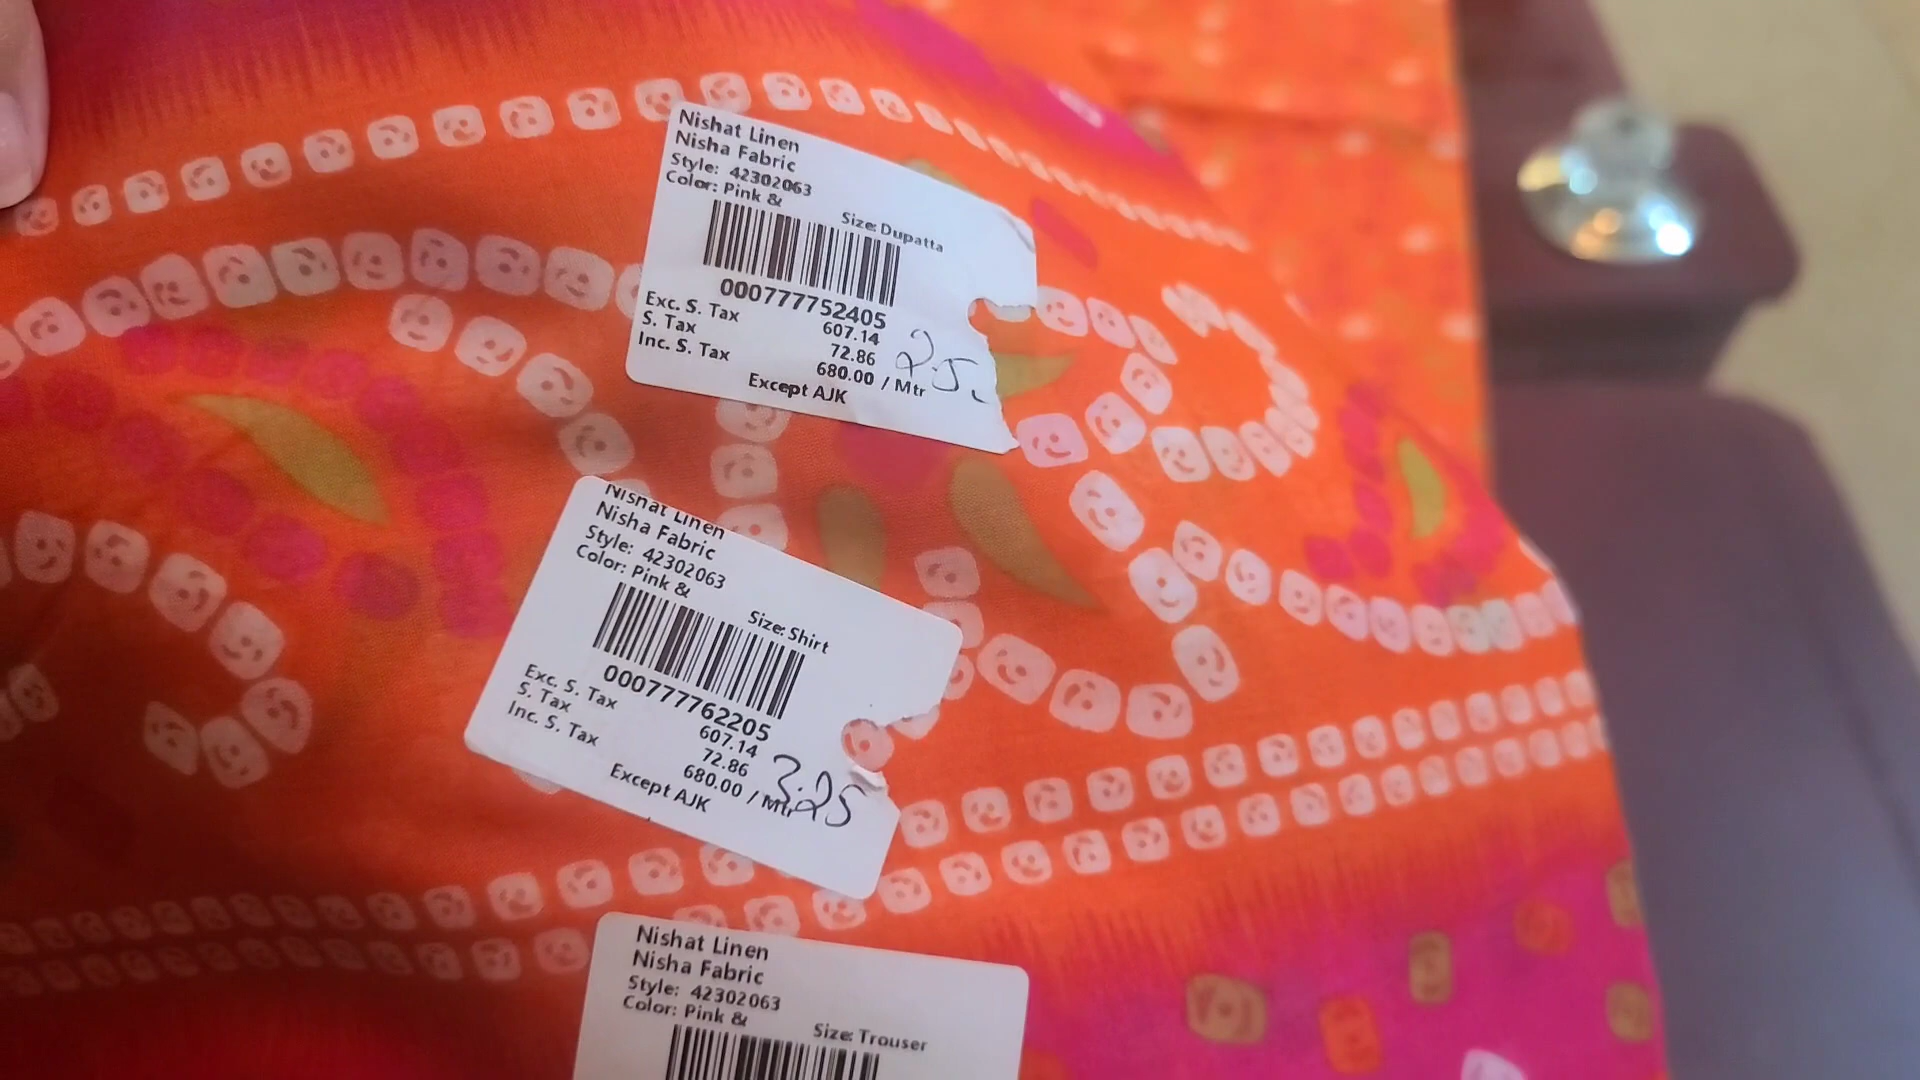 Nishat Linen
Nisha Fabric
Style: 42302063
Color: Pink &
Size: Dupatta
000777752405
Exc. S. Tax 607.14
S. Tax 72.86
Inc. S. Tax 680.00 / Mtr
Except AJK
2.5
Nishat Linen
Nisha Fabric
Style: 42302063
Color: Pink &
Size: Shirt
000777762205
Exc. S. Tax 607.14
S. Tax 72.86
Inc. S. Tax 680.00 / Mtr
Except AJK
3.25
Nishat Linen
Nisha Fabric
Style: 42302063
Color: Pink &
Size: Trouser